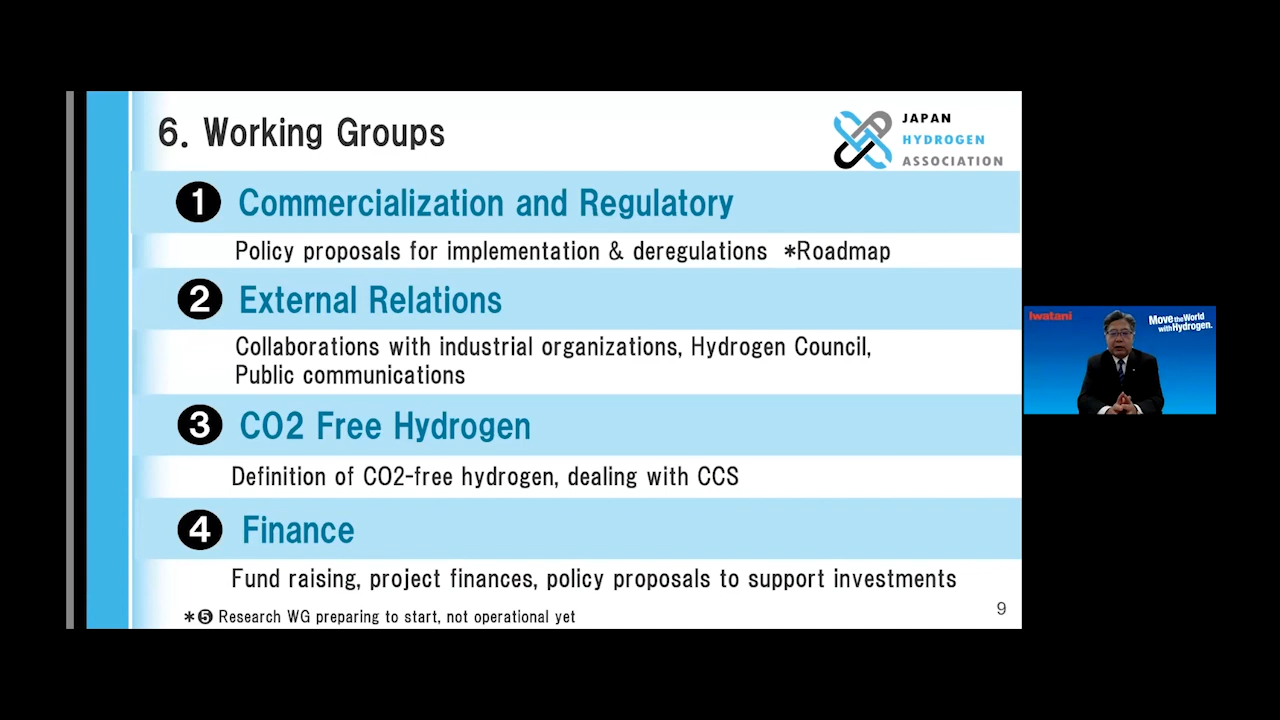 6. Working Groups
JAPAN
HYDROGEN
ASSOCIATION
❶ Commercialization and Regulatory
Policy proposals for implementation & deregulations *Roadmap
❷ External Relations
Collaborations with industrial organizations, Hydrogen Council,
Public communications
❸ CO2 Free Hydrogen
Definition of CO2-free hydrogen, dealing with CCS
❹ Finance
Fund raising, project finances, policy proposals to support investments
*❺ Research WG preparing to start, not operational yet
9
Iwatani
Move the World
with Hydrogen.